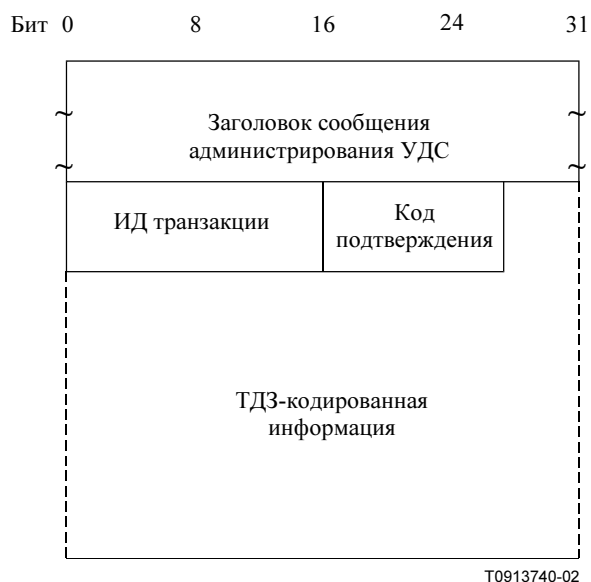 Бит 0 8 16 24 31
Заголовок сообщения
администрирования УДС
ИД транзакции
Код
подтверждения
ТДЗ-кодированная
информация
T0913740-02